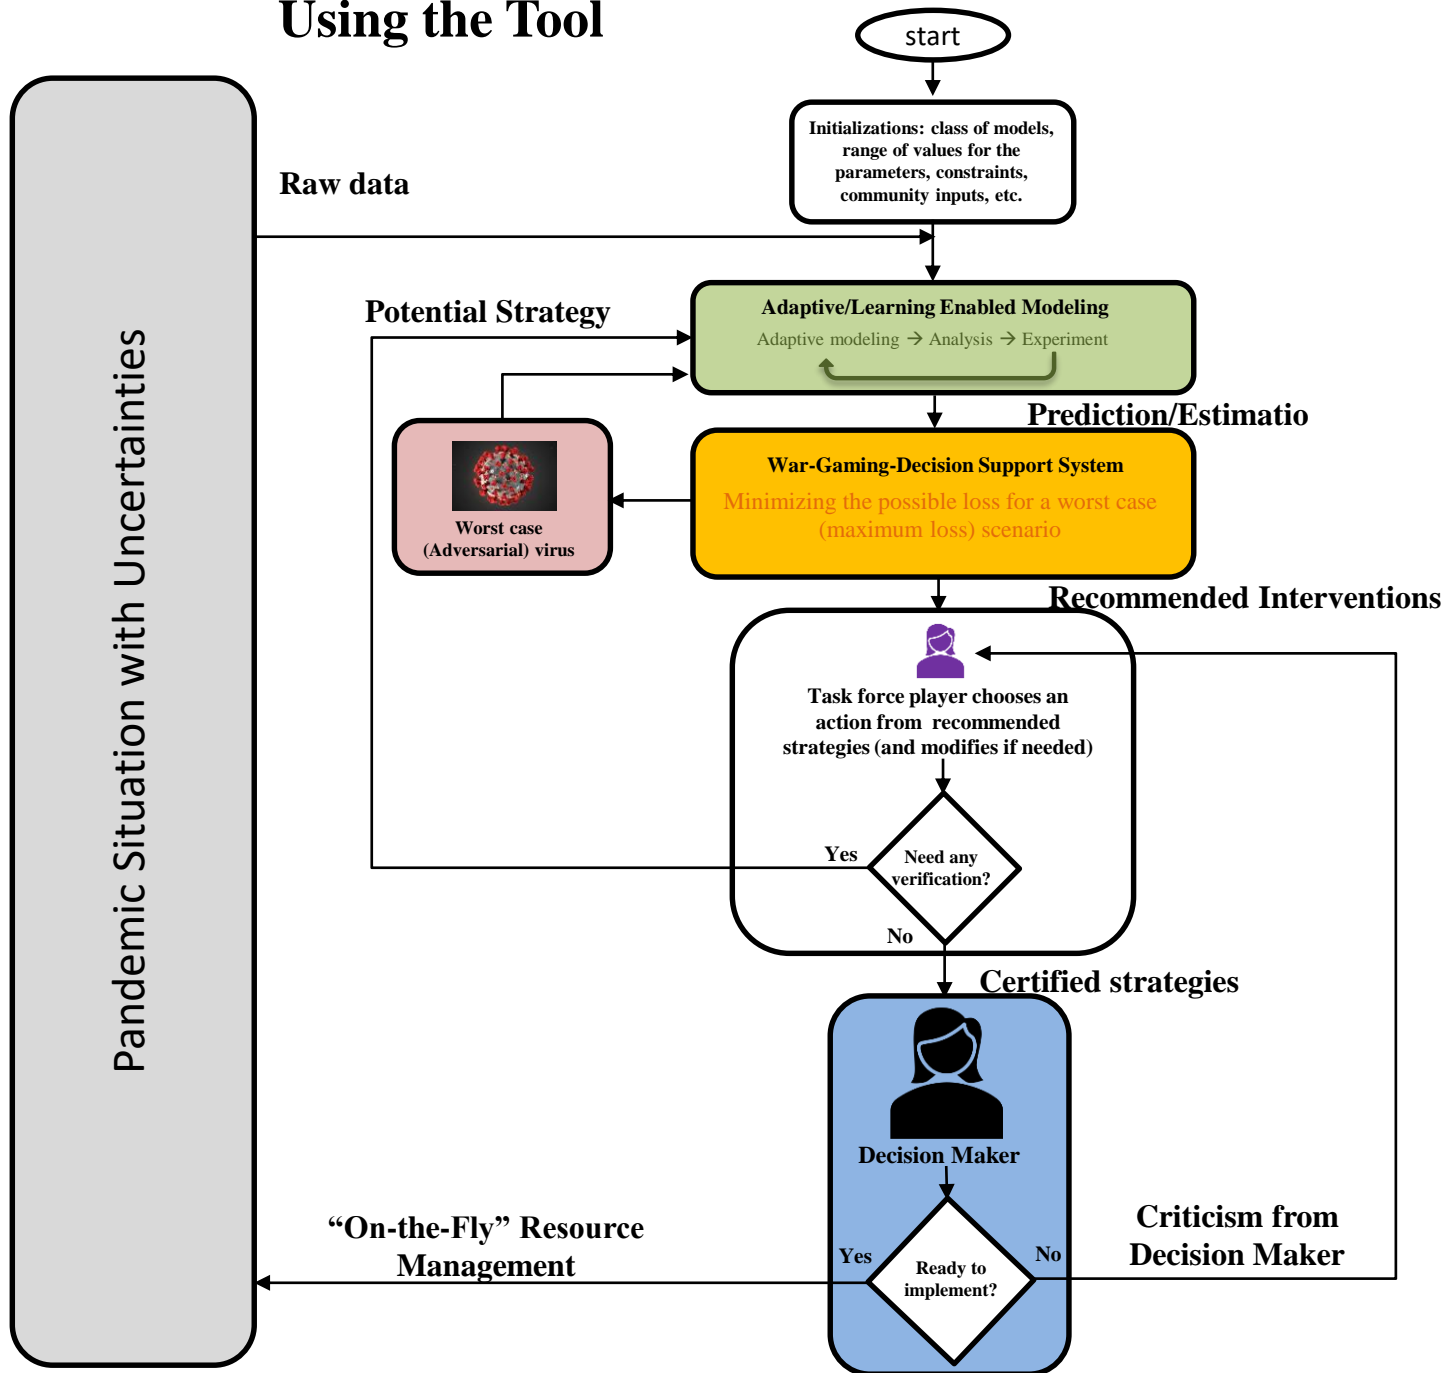 Using the Tool
start
Initializations: class of models,
range of values for the
parameters, constraints,
community inputs, etc.
Raw data
Pandemic Situation with Uncertainties
Potential Strategy
Adaptive/Learning Enabled Modeling
Adaptive modeling → Analysis → Experiment
Prediction/Estimatio
War-Gaming-Decision Support System
Minimizing the possible loss for a worst case
(maximum loss) scenario
Worst case
(Adversarial) virus
Recommended Interventions
Task force player chooses an
action from recommended
strategies (and modifies if needed)
Yes
Need any
verification?
No
Certified strategies
Decision Maker
“On-the-Fly” Resource
Management
Yes
Ready to
implement?
No
Criticism from
Decision Maker